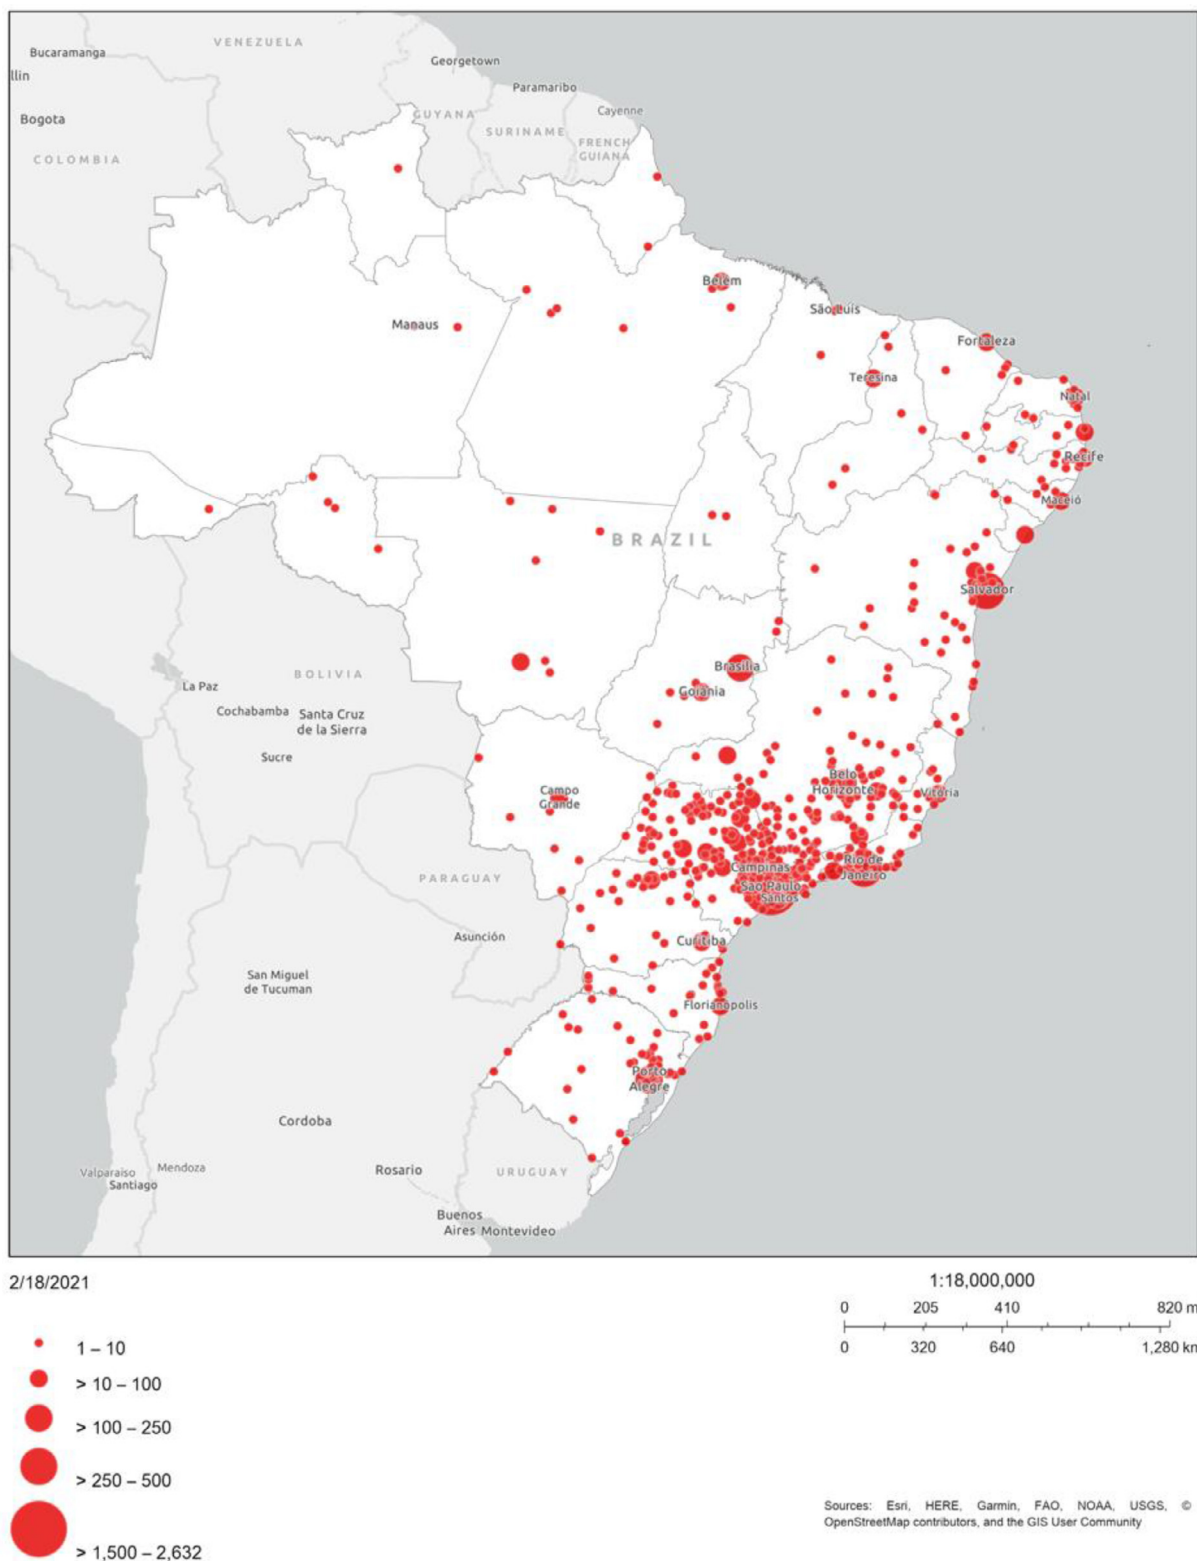 VENEZUELA
Bucaramanga
Georgetown
llin
Paramaribo
Cayenne
Bogota
GUYANA
SURINAME
FRENCH
GUIANA
COLOMBIA
Belém
São Luís
Manaus
Fortaleza
Teresina
Natal
Recife
Maceió
BRAZIL
Salvador
Brasília
BOLIVIA
La Paz
Goiânia
Cochabamba
Santa Cruz
de la Sierra
Sucre
Belo
Horizonte
Campo
Grande
Vitória
Rio de
Janeiro
Campinas
PARAGUAY
São Paulo
Santos
Asunción
Curitiba
San Miguel
de Tucuman
Florianópolis
Porto
Alegre
Cordoba
Valparaiso
Mendoza
Santiago
Rosario
URUGUAY
Buenos
Aires
Montevideo
2/18/2021
1:18,000,000
0 205 410 820 m
0 320 640 1,280 km
1 – 10
> 10 – 100
> 100 – 250
> 250 – 500
> 1,500 – 2,632
Sources: Esri, HERE, Garmin, FAO, NOAA, USGS, ©
OpenStreetMap contributors, and the GIS User Community